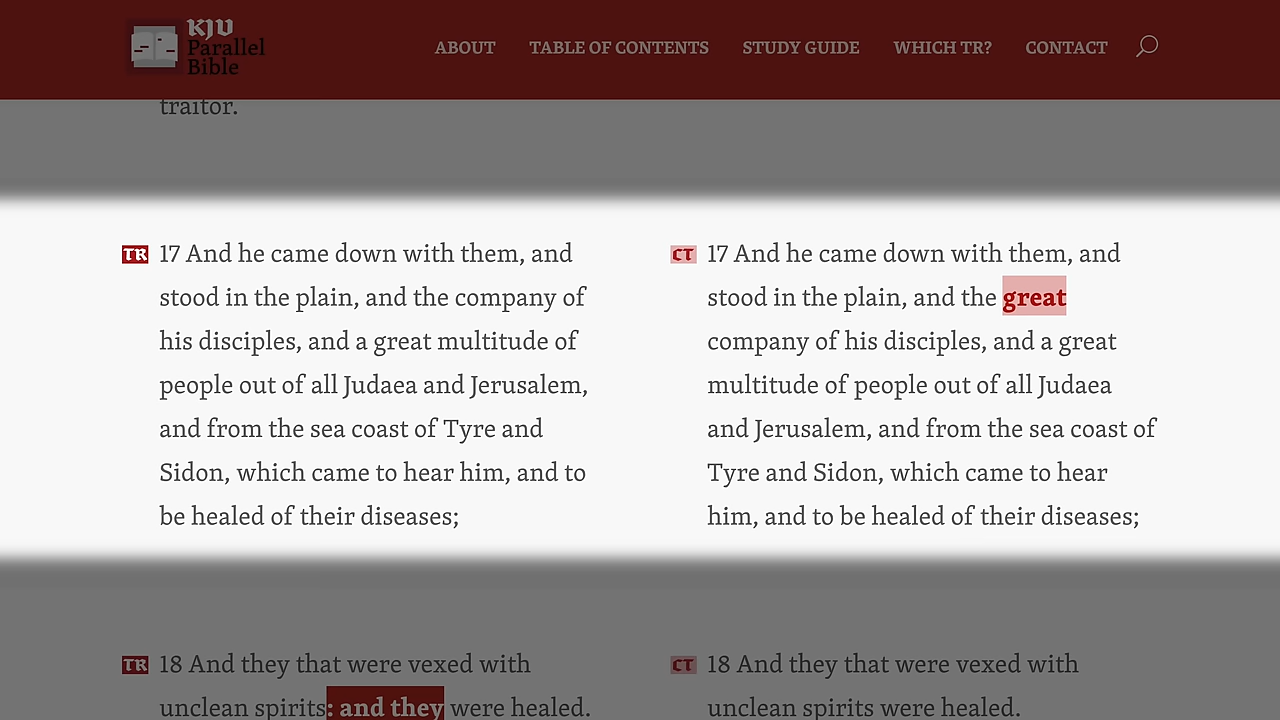 KJV
Parallel
Bible
ABOUT TABLE OF CONTENTS STUDY GUIDE WHICH TR? CONTACT
traitor.
TR 17 And he came down with them, and
stood in the plain, and the company of
his disciples, and a great multitude of
people out of all Judaea and Jerusalem,
and from the sea coast of Tyre and
Sidon, which came to hear him, and to
be healed of their diseases;
CT 17 And he came down with them, and
stood in the plain, and the great
company of his disciples, and a great
multitude of people out of all Judaea
and Jerusalem, and from the sea coast of
Tyre and Sidon, which came to hear
him, and to be healed of their diseases;
TR 18 And they that were vexed with
unclean spirits: and they were healed.
CT 18 And they that were vexed with
unclean spirits were healed.